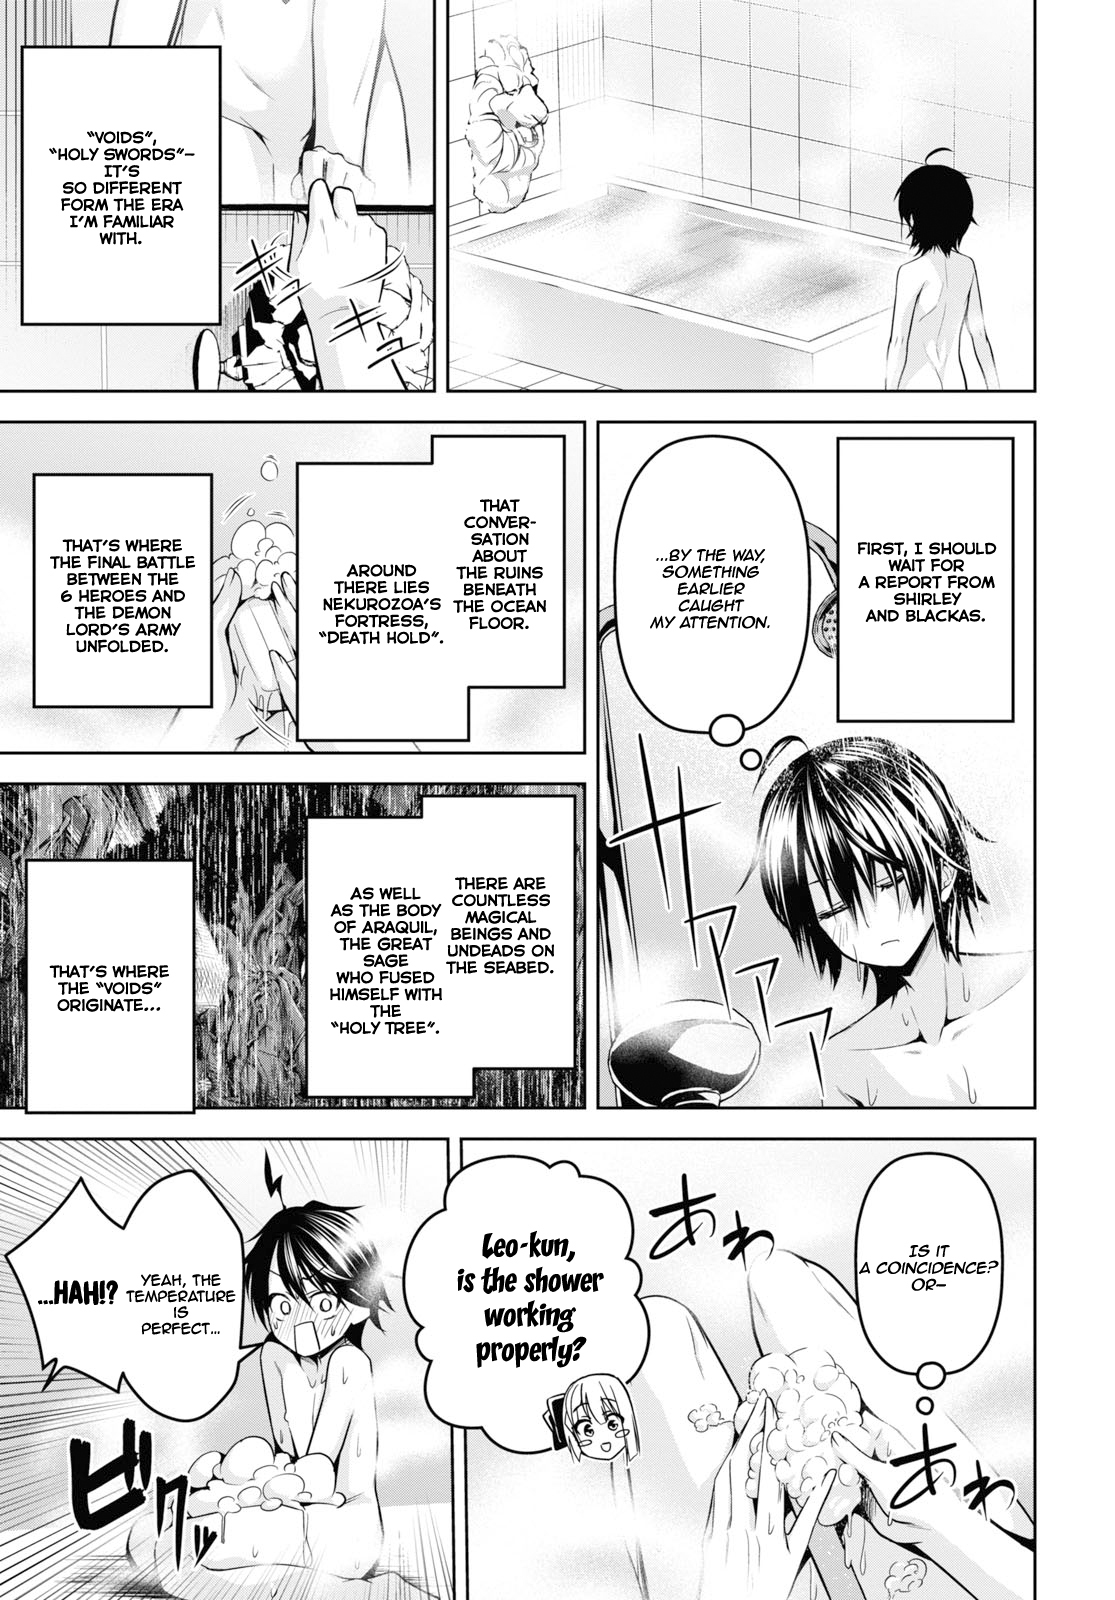 "VOIDS",
"HOLY SWORDS"–
IT'S
SO DIFFERENT
FORM THE ERA
I'M FAMILIAR
WITH.
FIRST, I SHOULD
WAIT FOR
A REPORT FROM
SHIRLEY
AND BLACKAS.
...BY THE WAY,
SOMETHING
EARLIER
CAUGHT
MY ATTENTION.
ザァァァ
THAT
CONVER-
SATION
ABOUT
THE RUINS
BENEATH
THE OCEAN
FLOOR.
AROUND
THERE LIES
NEKUROZOA'S
FORTRESS,
"DEATH HOLD".
THAT'S WHERE
THE FINAL BATTLE
BETWEEN THE
6 HEROES AND
THE DEMON
LORD'S ARMY
UNFOLDED.
THERE ARE
COUNTLESS
MAGICAL
BEINGS AND
UNDEADS ON
THE SEABED.
AS WELL
AS THE BODY
OF ARAQUIL,
THE GREAT
SAGE
WHO FUSED
HIMSELF WITH
THE
"HOLY TREE".
THAT'S WHERE
THE "VOIDS"
ORIGINATE...
IS IT
A COINCIDENCE?
OR–
あわ
あわ
Leo-kun,
is the shower
working
properly?
YEAH, THE
TEMPERATURE
IS
PERFECT...
...HAH!?
ビクッ